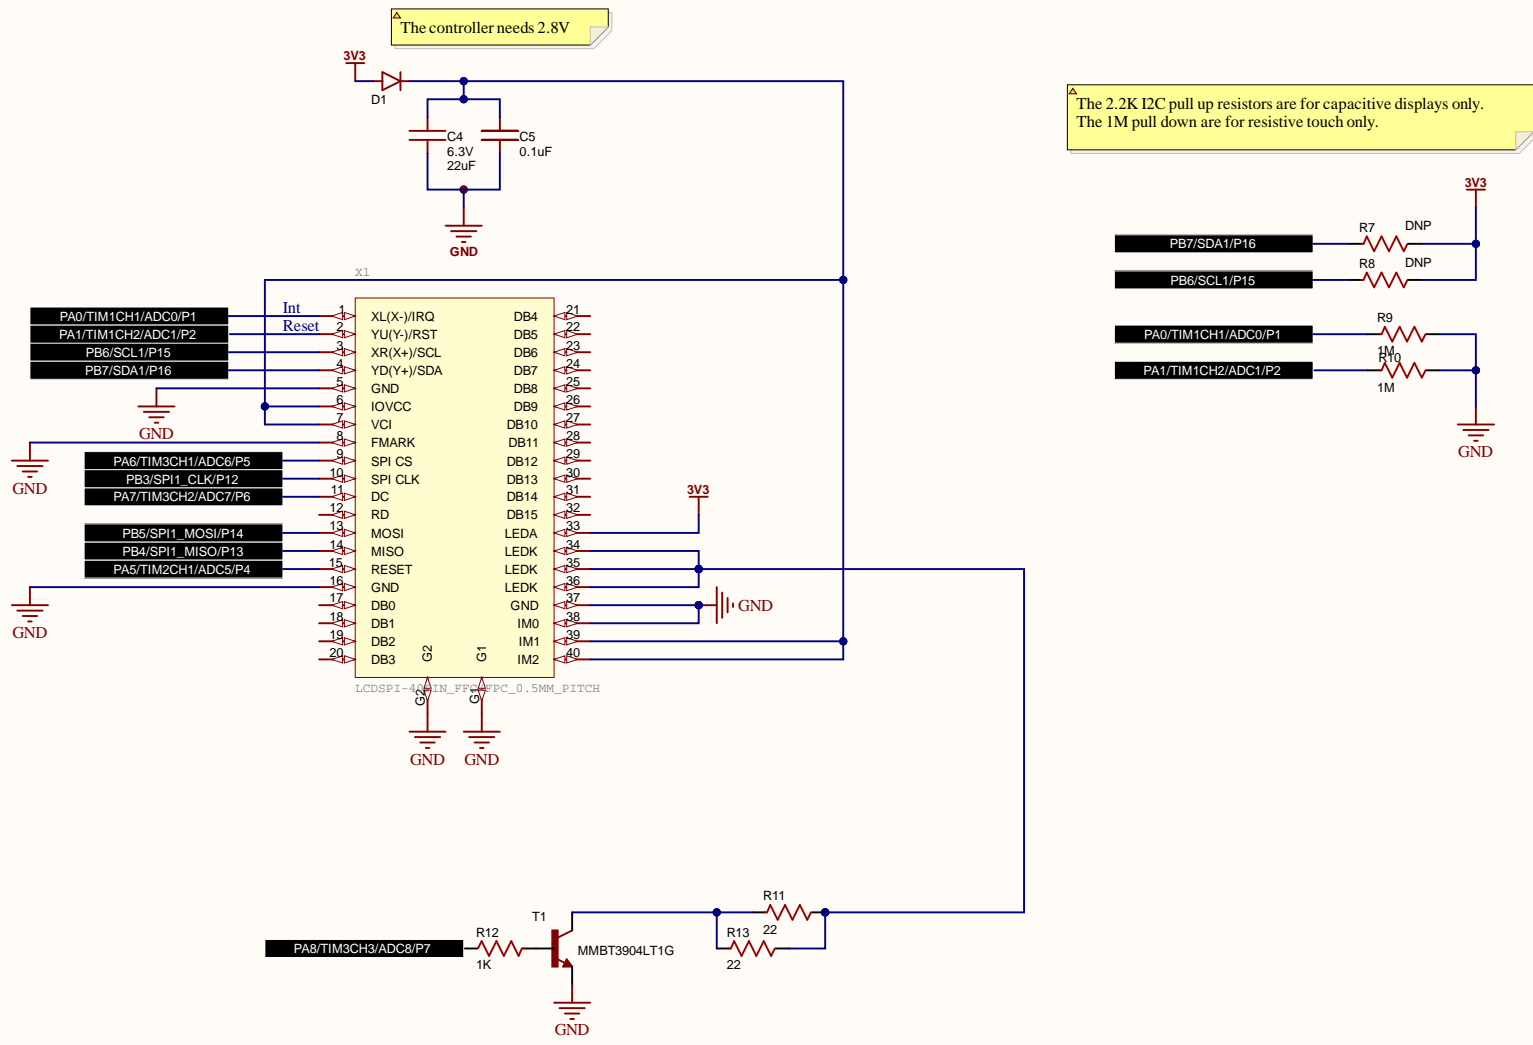 The controller needs 2.8V
3V3
D1
C4
6.3V
22uF
C5
0.1uF
GND
The 2.2K I2C pull up resistors are for capacitive displays only.
The 1M pull down are for resistive touch only.
3V3
PB7/SDA1/P16
R7
DNP
PB6/SCL1/P15
R8
DNP
PA0/TIM1CH1/ADC0/P1
R9
1M
PA1/TIM1CH2/ADC1/P2
R10
1M
GND
X1
PA0/TIM1CH1/ADC0/P1
Int
1
XL(X-)/IRQ
PA1/TIM1CH2/ADC1/P2
Reset
2
YU(Y-)/RST
PB6/SCL1/P15
3
XR(X+)/SCL
PB7/SDA1/P16
4
YD(Y+)/SDA
5
GND
6
IOVCC
7
VCI
GND
8
FMARK
PA6/TIM3CH1/ADC6/P5
9
SPI CS
PB3/SPI1_CLK/P12
10
SPI CLK
GND
PA7/TIM3CH2/ADC7/P6
11
DC
12
RD
PB5/SPI1_MOSI/P14
13
MOSI
PB4/SPI1_MISO/P13
14
MISO
PA5/TIM2CH1/ADC5/P4
15
RESET
16
GND
17
DB0
18
DB1
GND
19
DB2
20
DB3
DB4
21
DB5
22
DB6
23
DB7
24
DB8
25
DB9
26
DB10
27
DB11
28
DB12
29
DB13
30
DB14
31
DB15
32
3V3
LEDA
33
LEDK
34
LEDK
35
LEDK
36
GND
37
GND
IM0
38
IM1
39
IM2
40
G2
G1
LCDSPI-40PIN_FFC/FPC_0.5MM_PITCH
G2
G1
GND
GND
PA8/TIM3CH3/ADC8/P7
R12
1K
T1
MMBT3904LT1G
R11
22
R13
22
GND